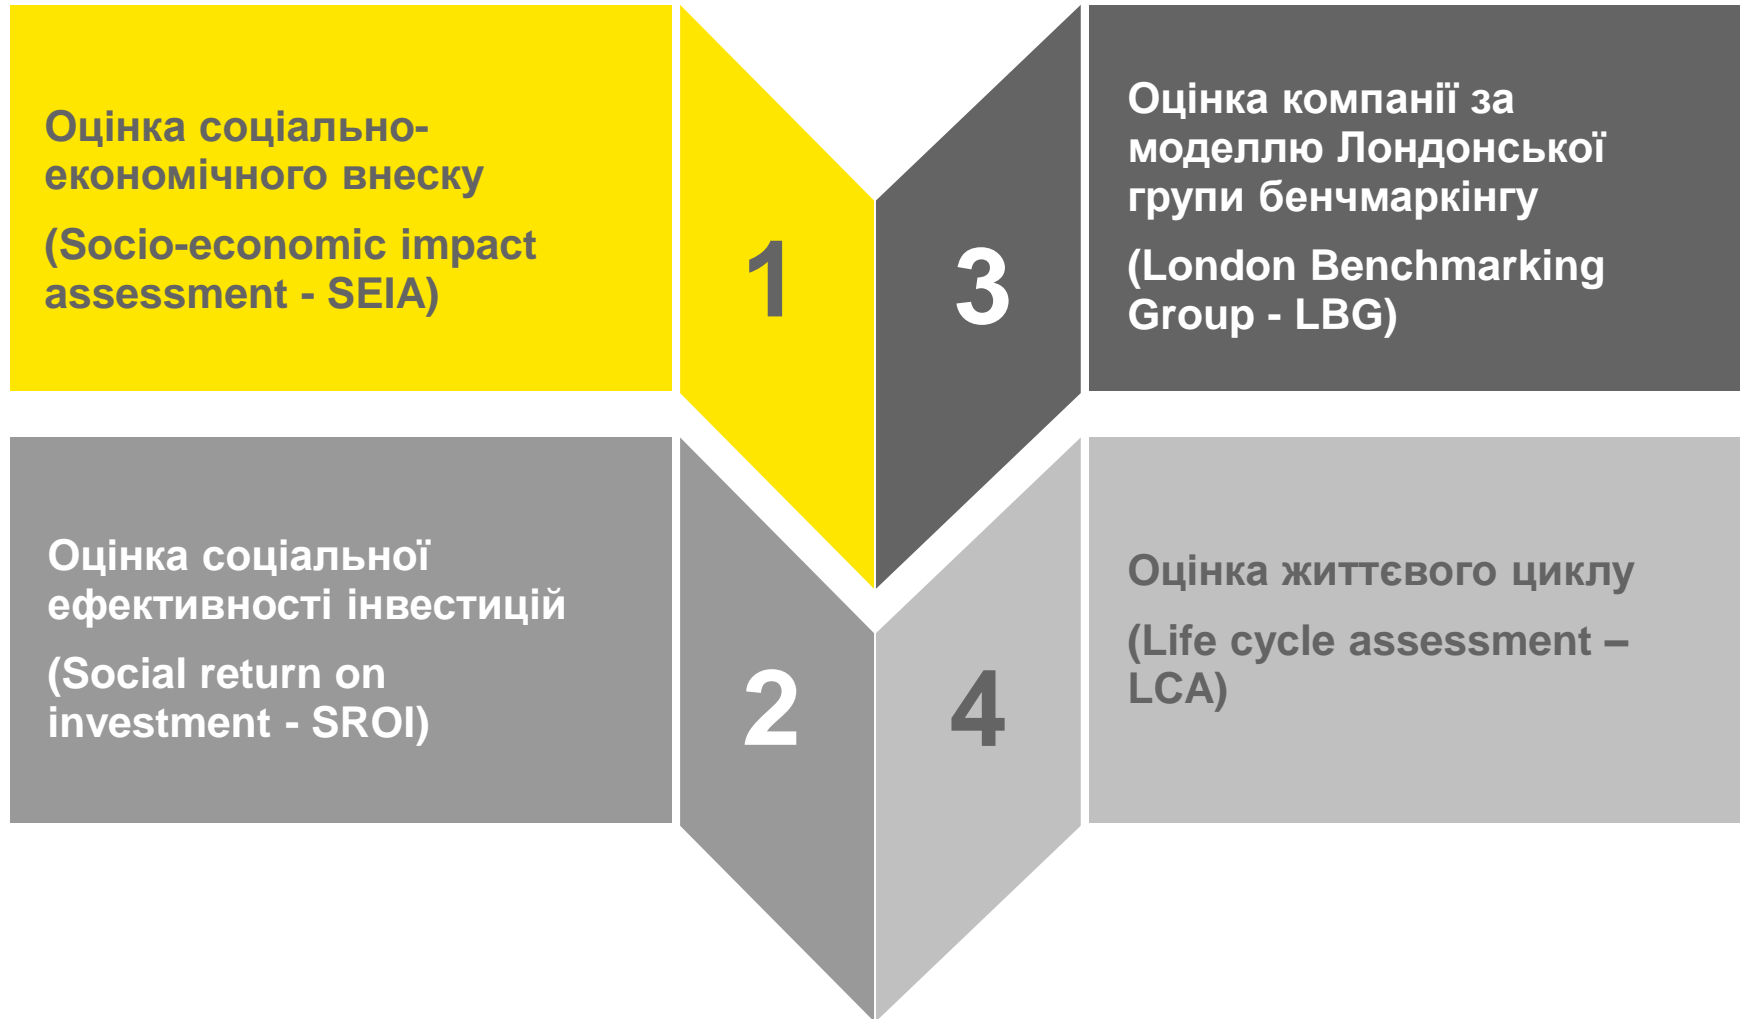 Оцінка соціально-
економічного внеску
(Socio-economic impact
assessment - SEIA)
1
Оцінка соціальної
ефективності інвестицій
(Social return on
investment - SROI)
2
3
Оцінка компанії за
моделлю Лондонської
групи бенчмаркінгу
(London Benchmarking
Group - LBG)
4
Оцінка життєвого циклу
(Life cycle assessment –
LCA)